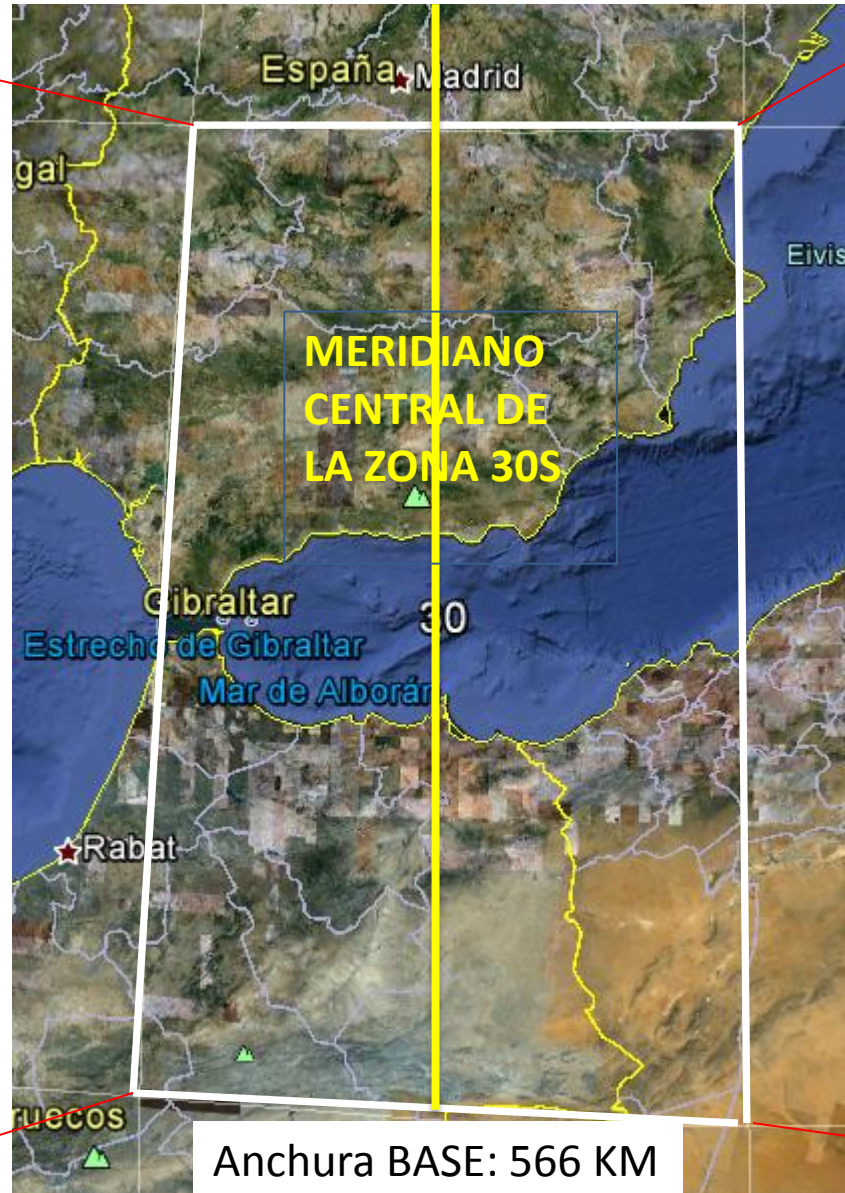 España
Madrid
gal
Eivis
MERIDIANO
CENTRAL DE
LA ZONA 30S
Gibraltar
30
Estrecho de Gibraltar
Mar de Alborán
Rabat
ruecos
Anchura BASE: 566 KM